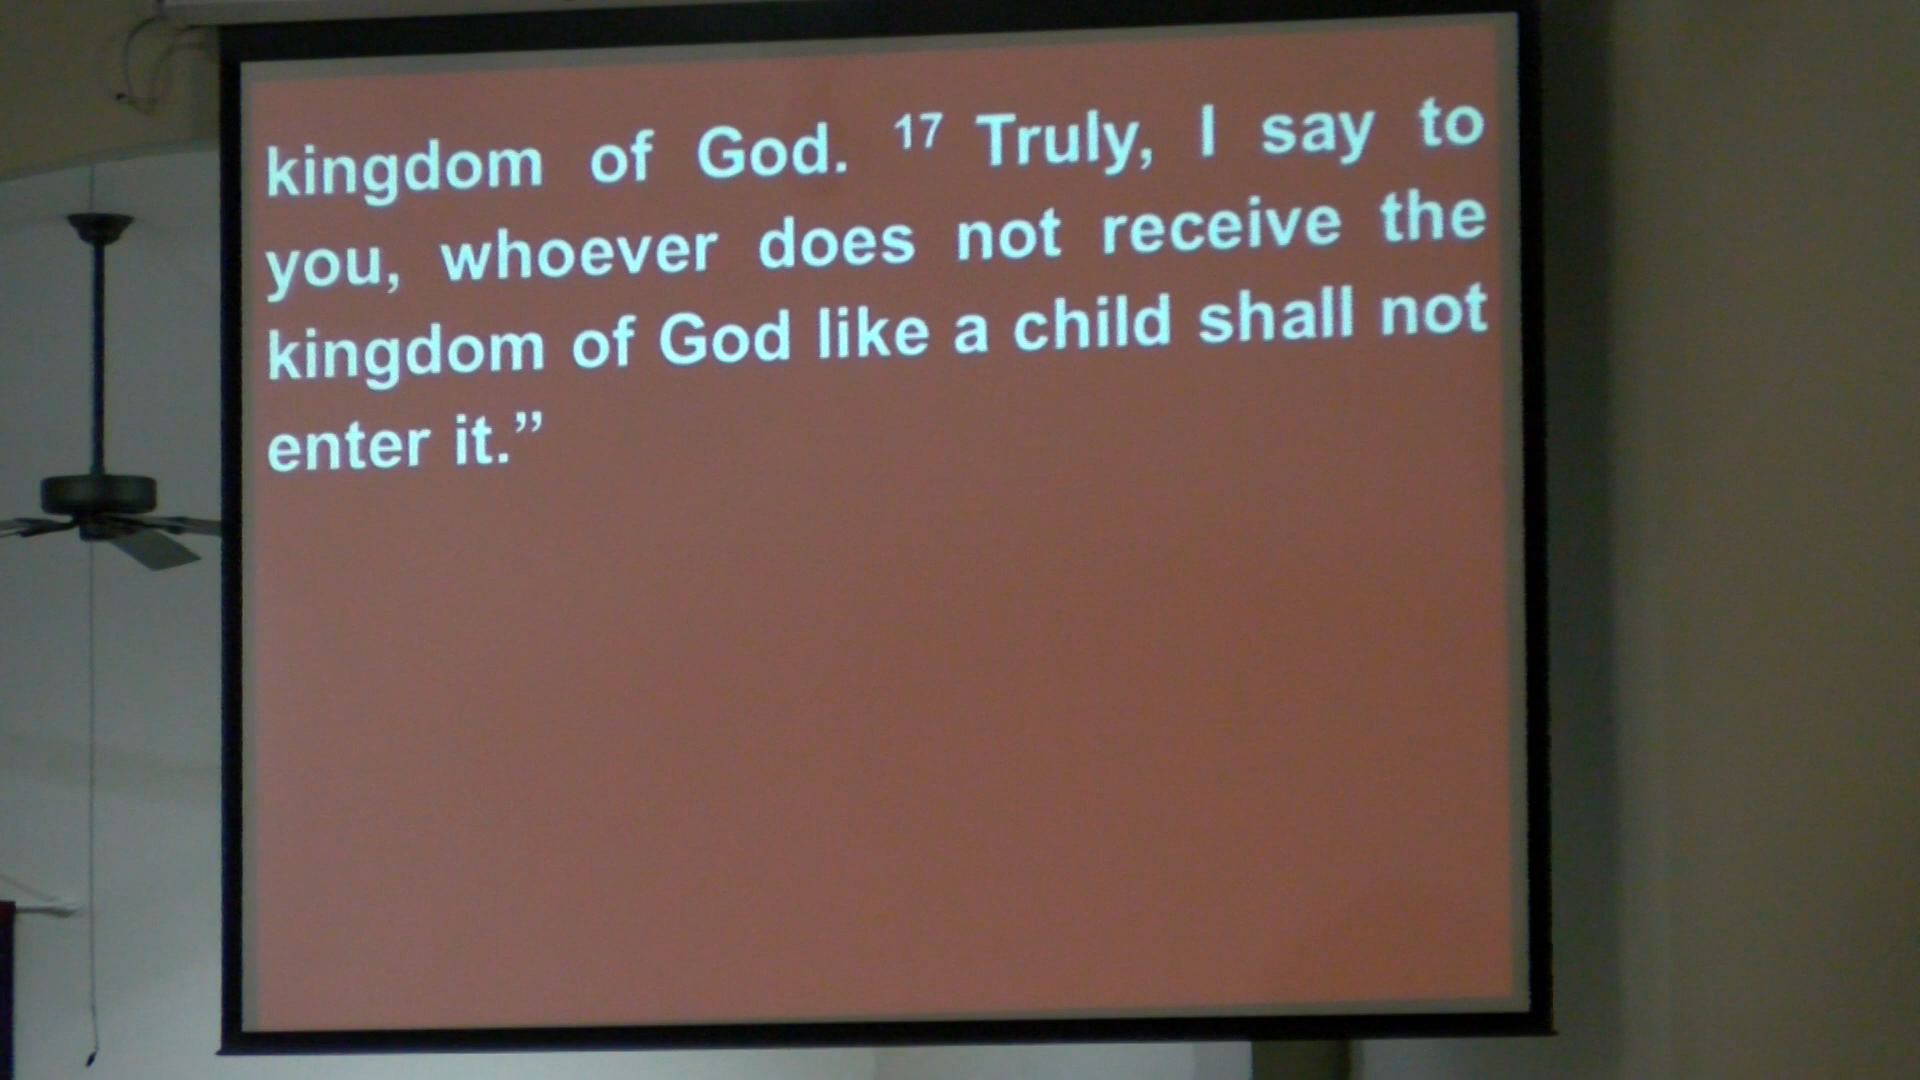 kingdom of God. 17 Truly, I say to
you, whoever does not receive the
kingdom of God like a child shall not
enter it.”